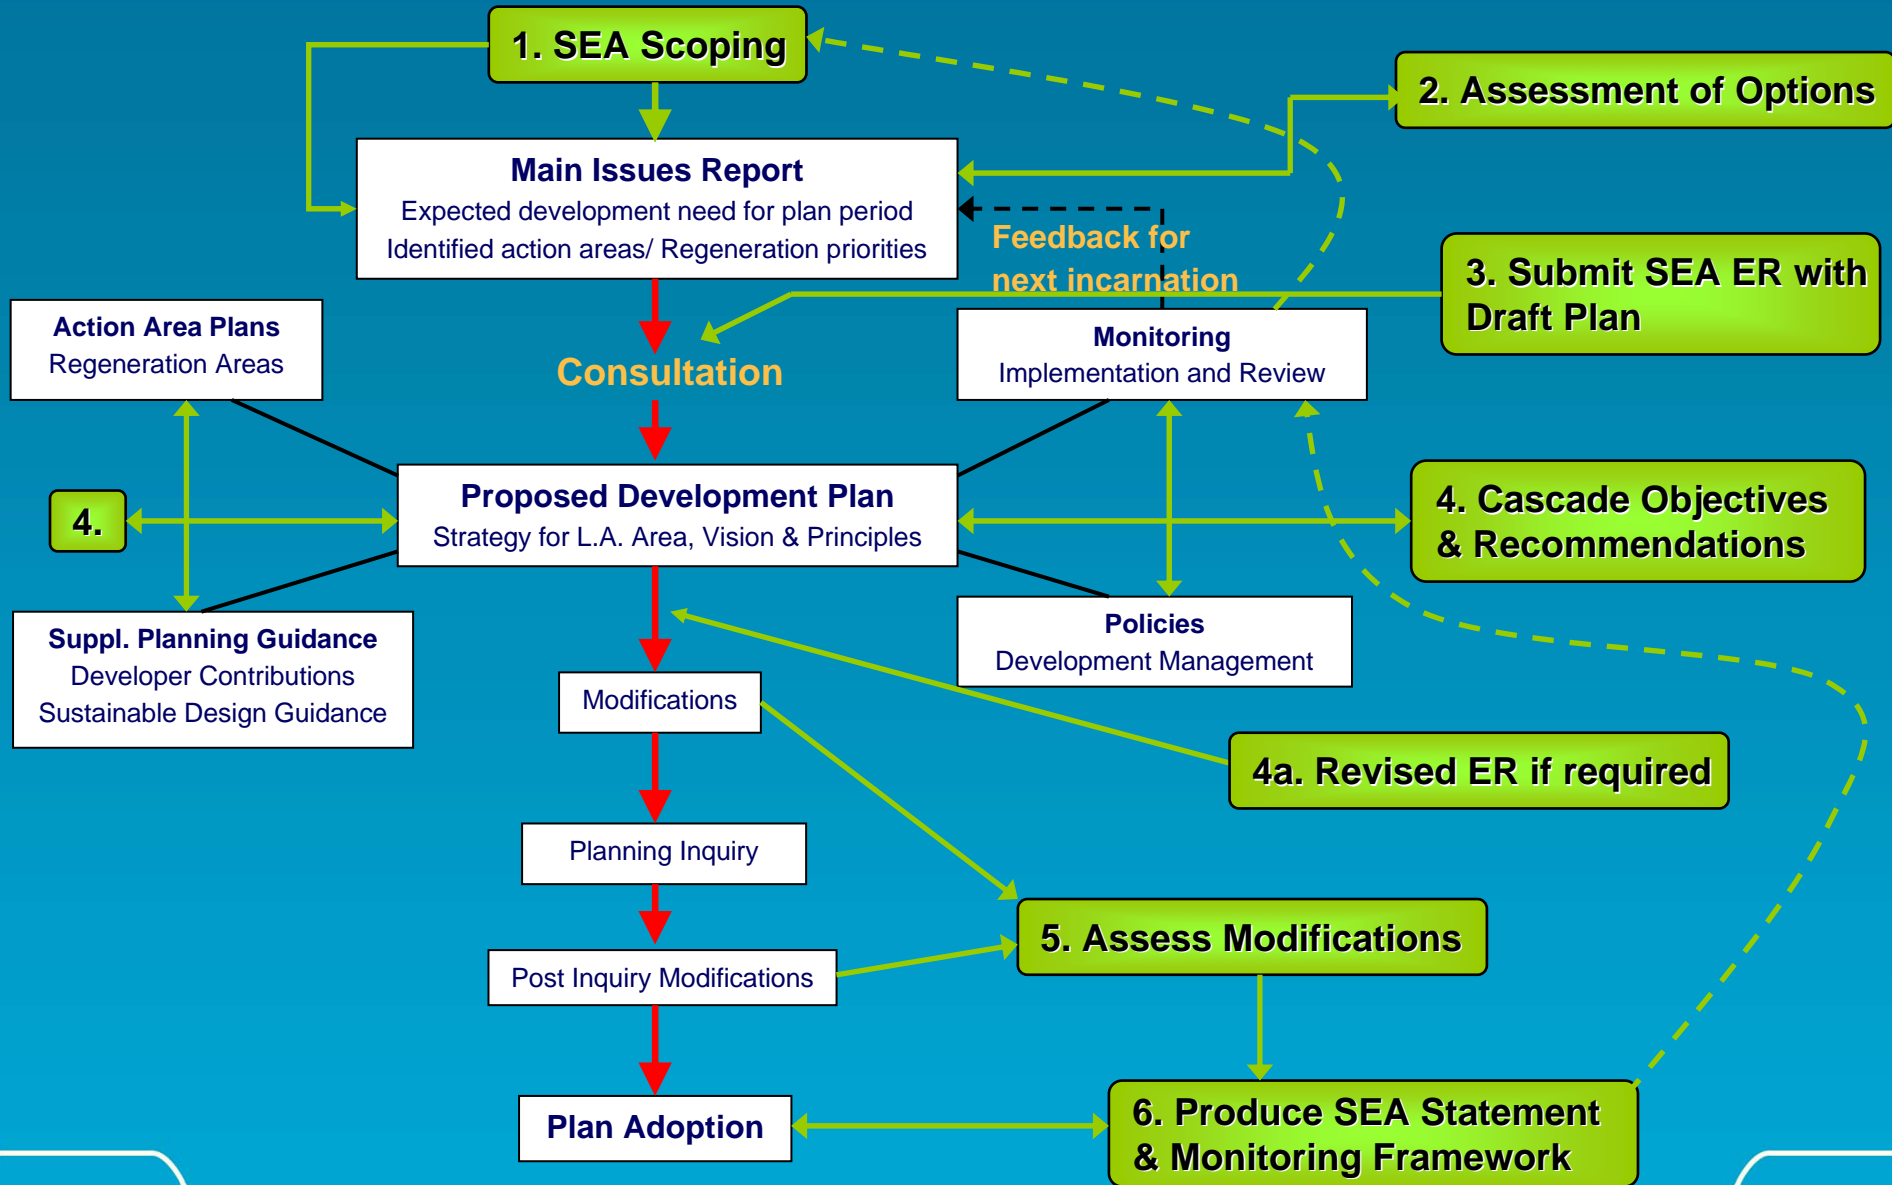 1. SEA Scoping
2. Assessment of Options
Main Issues Report
Expected development need for plan period
Identified action areas/ Regeneration priorities
Feedback for
next incarnation
3. Submit SEA ER with
Draft Plan
Action Area Plans
Regeneration Areas
Monitoring
Implementation and Review
Consultation
4.
Proposed Development Plan
Strategy for L.A. Area, Vision & Principles
4. Cascade Objectives
& Recommendations
Suppl. Planning Guidance
Developer Contributions
Sustainable Design Guidance
Policies
Development Management
Modifications
4a. Revised ER if required
Planning Inquiry
5. Assess Modifications
Post Inquiry Modifications
Plan Adoption
6. Produce SEA Statement
& Monitoring Framework